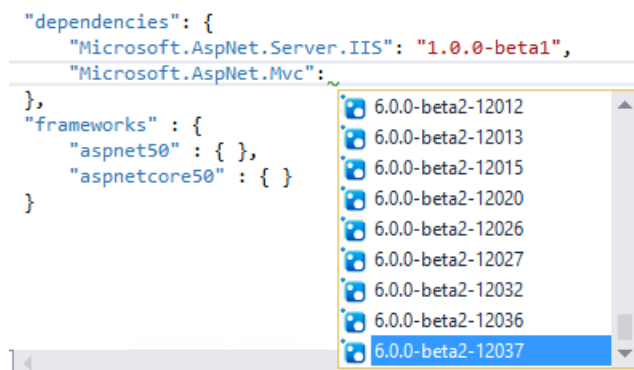 "dependencies": {
"Microsoft.AspNet.Server.IIS": "1.0.0-beta1",
"Microsoft.AspNet.Mvc":
},
"frameworks" : {
"aspnet50" : { },
"aspnetcore50" : { }
}
6.0.0-beta2-12012
6.0.0-beta2-12013
6.0.0-beta2-12015
6.0.0-beta2-12020
6.0.0-beta2-12026
6.0.0-beta2-12027
6.0.0-beta2-12032
6.0.0-beta2-12036
6.0.0-beta2-12037